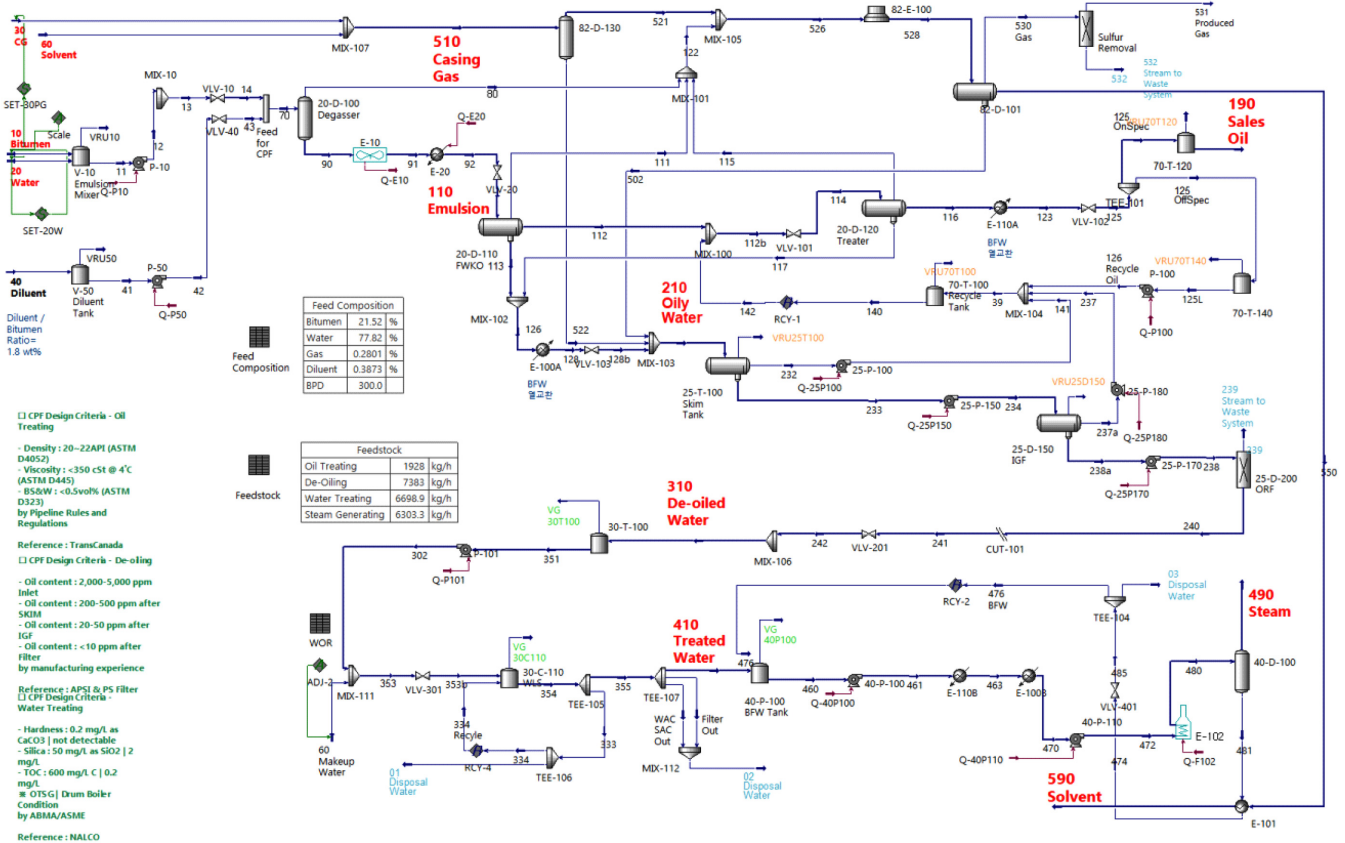 30
CG
60
Solvent
MIX-107
510
Casing
Gas
82-D-130
521
MIX-105
526
82-E-100
528
530
Gas
Sulfur
Removal
531
Produced
Gas
532
532
Stream to
Waste
System
122
MIX-101
82-D-101
SET-30PG
Scale
MIX-10
VLV-10
14
13
43
VLV-40
Feed
for
CPF
70
20-D-100
Degasser
80
10
Bitumen
20
Water
VRU10
V-10
Emulsion
Mixer
11
12
P-10
Q-P10
SET-20W
90
E-10
Q-E10
91
E-20
Q-E20
92
VLV-20
110
Emulsion
111
115
502
190
Sales
Oil
125
OnSpec
VRU70T120
70-T-120
TEE-101
125
OffSpec
40
Diluent
VRU50
V-50
Diluent
Tank
41
P-50
Q-P50
42
Diluent /
Bitumen
Ratio=
1.8 wt%
20-D-110
FWKO
113
112
MIX-100
112b
VLV-101
114
20-D-120
Treater
116
E-110A
BFW
열교환
123
VLV-102
125
117
210
Oily
Water
142
RCY-1
140
VRU70T100
70-T-100
Recycle
Tank
39
MIX-104
237
141
126
Recycle
Oil
P-100
Q-P100
125L
VRU70T140
70-T-140
MIX-102
126
E-100A
BFW
열교환
128
VLV-103
128b
522
MIX-103
VRU25T100
25-T-100
Skim
Tank
232
25-P-100
Q-25P100
233
25-P-150
Q-25P150
234
VRU25D150
25-D-150
IGF
237a
25-P-180
Q-25P180
238a
25-P-170
Q-25P170
238
239
Stream to
Waste
System
239
25-D-200
ORF
550
Feed
Composition
Feed Composition
Bitumen 21.52 %
Water 77.82 %
Gas 0.2801 %
Diluent 0.3873 %
BPD 300.0
Feedstock
Feedstock
Oil Treating 1928 kg/h
De-Oiling 7383 kg/h
Water Treating 6698.9 kg/h
Steam Generating 6303.3 kg/h
□ CPF Design Criteria - Oil
Treating
- Density : 20~22API (ASTM
D4052)
- Viscosity : <350 cSt @ 4℃
(ASTM D445)
- BS&W : <0.5vol% (ASTM
D323)
by Pipeline Rules and
Regulations
Reference : TransCanada
□ CPF Design Criteria - De-oiling
- Oil content : 2,000-5,000 ppm
Inlet
- Oil content : 200-500 ppm after
SKIM
- Oil content : 20-50 ppm after
IGF
- Oil content : <10 ppm after
Filter
by manufacturing experience
Reference : APSI & PS Filter
□ CPF Design Criteria -
Water Treating
- Hardness : 0.2 mg/L as
CaCO3 | not detectable
- Silica : 50 mg/L as SiO2 | 2
mg/L
- TOC : 600 mg/L C | 0.2
mg/L
※ OTSG | Drum Boiler
Condition
by ABMA/ASME
Reference : NALCO
310
De-oiled
Water
VG
30T100
30-T-100
302
P-101
Q-P101
351
MIX-106
242
VLV-201
241
CUT-101
240
WOR
ADJ-2
MIX-111
60
Makeup
Water
353
VLV-301
353b
VG
30C110
30-C-110
WLS
354
TEE-105
355
333
334
Recyle
RCY-4
334
TEE-106
01
Disposal
Water
410
Treated
Water
TEE-107
WAC
SAC
Out
Filter
Out
MIX-112
02
Disposal
Water
476
VG
40P100
40-P-100
BFW Tank
460
40-P-100
Q-40P100
461
E-110B
463
E-100B
470
40-P-110
Q-40P110
472
RCY-2
476
BFW
TEE-104
03
Disposal
Water
485
VLV-401
474
490
Steam
480
40-D-100
E-102
Q-F102
481
590
Solvent
E-101